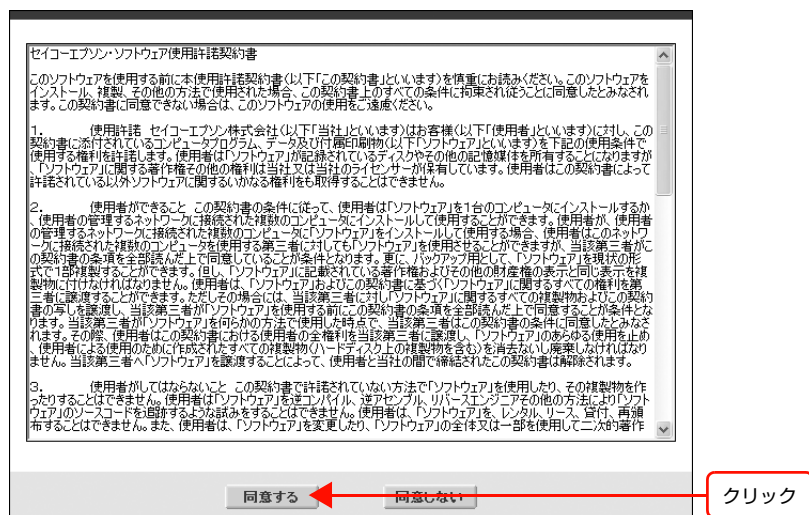 セイコーエプソン・ソフトウェア使用許諾契約書
このソフトウェアを使用する前に本使用許諾契約書(以下「この契約書」といいます)を慎重にお読みください。このソフトウェアを
インストール、複製、その他の方法で使用された場合、この契約書上のすべての条件に拘束され従うことに同意したとみなされ
ます。この契約書に同意できない場合は、このソフトウェアの使用をご遠慮ください。
1. 使用許諾 セイコーエプソン株式会社(以下「当社」といいます)はお客様(以下「使用者」といいます)に対し、この
契約書に添付されているコンピュータプログラム、データ及び付属印刷物(以下「ソフトウェア」といいます)を下記の使用条件で
使用する権利を許諾します。使用者は「ソフトウェア」が記録されているディスクやその他の記憶媒体を所有することになりますが
、「ソフトウェア」に関する著作権その他の権利は当社又は当社のライセンサーが保有しています。使用者はこの契約書によって
許諾されている以外ソフトウェアに関するいかなる権利をも取得することはできません。
2. 使用者ができること この契約書の条件に従って、使用者は「ソフトウェア」を1台のコンピュータにインストールするか
、使用者の管理するネットワークに接続された複数のコンピュータにインストールして使用することができます。使用者が、使用者
の管理するネットワークに接続された複数のコンピュータに「ソフトウェア」をインストールして使用する場合、使用者はこのネットワ
ークに接続された複数のコンピュータを使用する第三者に対しても「ソフトウェア」を使用させることができますが、当該第三者がこ
の契約書の条項を全部読んだ上で同意していることが条件となります。更に、バックアップ用として、「ソフトウェア」を現状の形
式で1部複製することができます。但し、「ソフトウェア」に記載されている著作権およびその他の財産権の表示と同じ表示を複
製物に付けなければなりません。使用者は、「ソフトウェア」およびこの契約書に基づく「ソフトウェア」に関するすべての権利を第
三者に譲渡することができます。ただしその場合には、当該第三者に対し「ソフトウェア」に関するすべての複製物およびこの契約
書の写しを譲渡し、当該第三者が「ソフトウェア」を使用する前にこの契約書の条項を全部読んだ上で同意することが条件とな
ります。当該第三者が「ソフトウェア」を何らかの方法で使用した時点で、当該第三者はこの契約書の条件に同意したとみなさ
れます。その際、使用者はこの契約書における使用者の全権利を当該第三者に譲渡し、「ソフトウェア」のあらゆる使用を止め
、使用者による使用のために作成されたすべての複製物(ハードディスク上の複製物を含む)を消去ないし廃棄しなければなり
ません。当該第三者へ「ソフトウェア」を譲渡することによって、使用者と当社の間で締結されたこの契約書は解除されます。
3. 使用者がしてはならないこと この契約書で許諾されていない方法で「ソフトウェア」を使用したり、その複製物を作
ったりすることはできません。使用者は「ソフトウェア」を逆コンパイル、逆アセンブル、リバースエンジニアその他の方法により「ソフト
ウェア」のソースコードを追跡するような試みをすることはできません。使用者は、「ソフトウェア」を、レンタル、リース、貸付、再頒
布することはできません。また、使用者は、「ソフトウェア」を変更したり、「ソフトウェア」の全体又は一部を使用して二次的著作
同意する 同意しない クリック